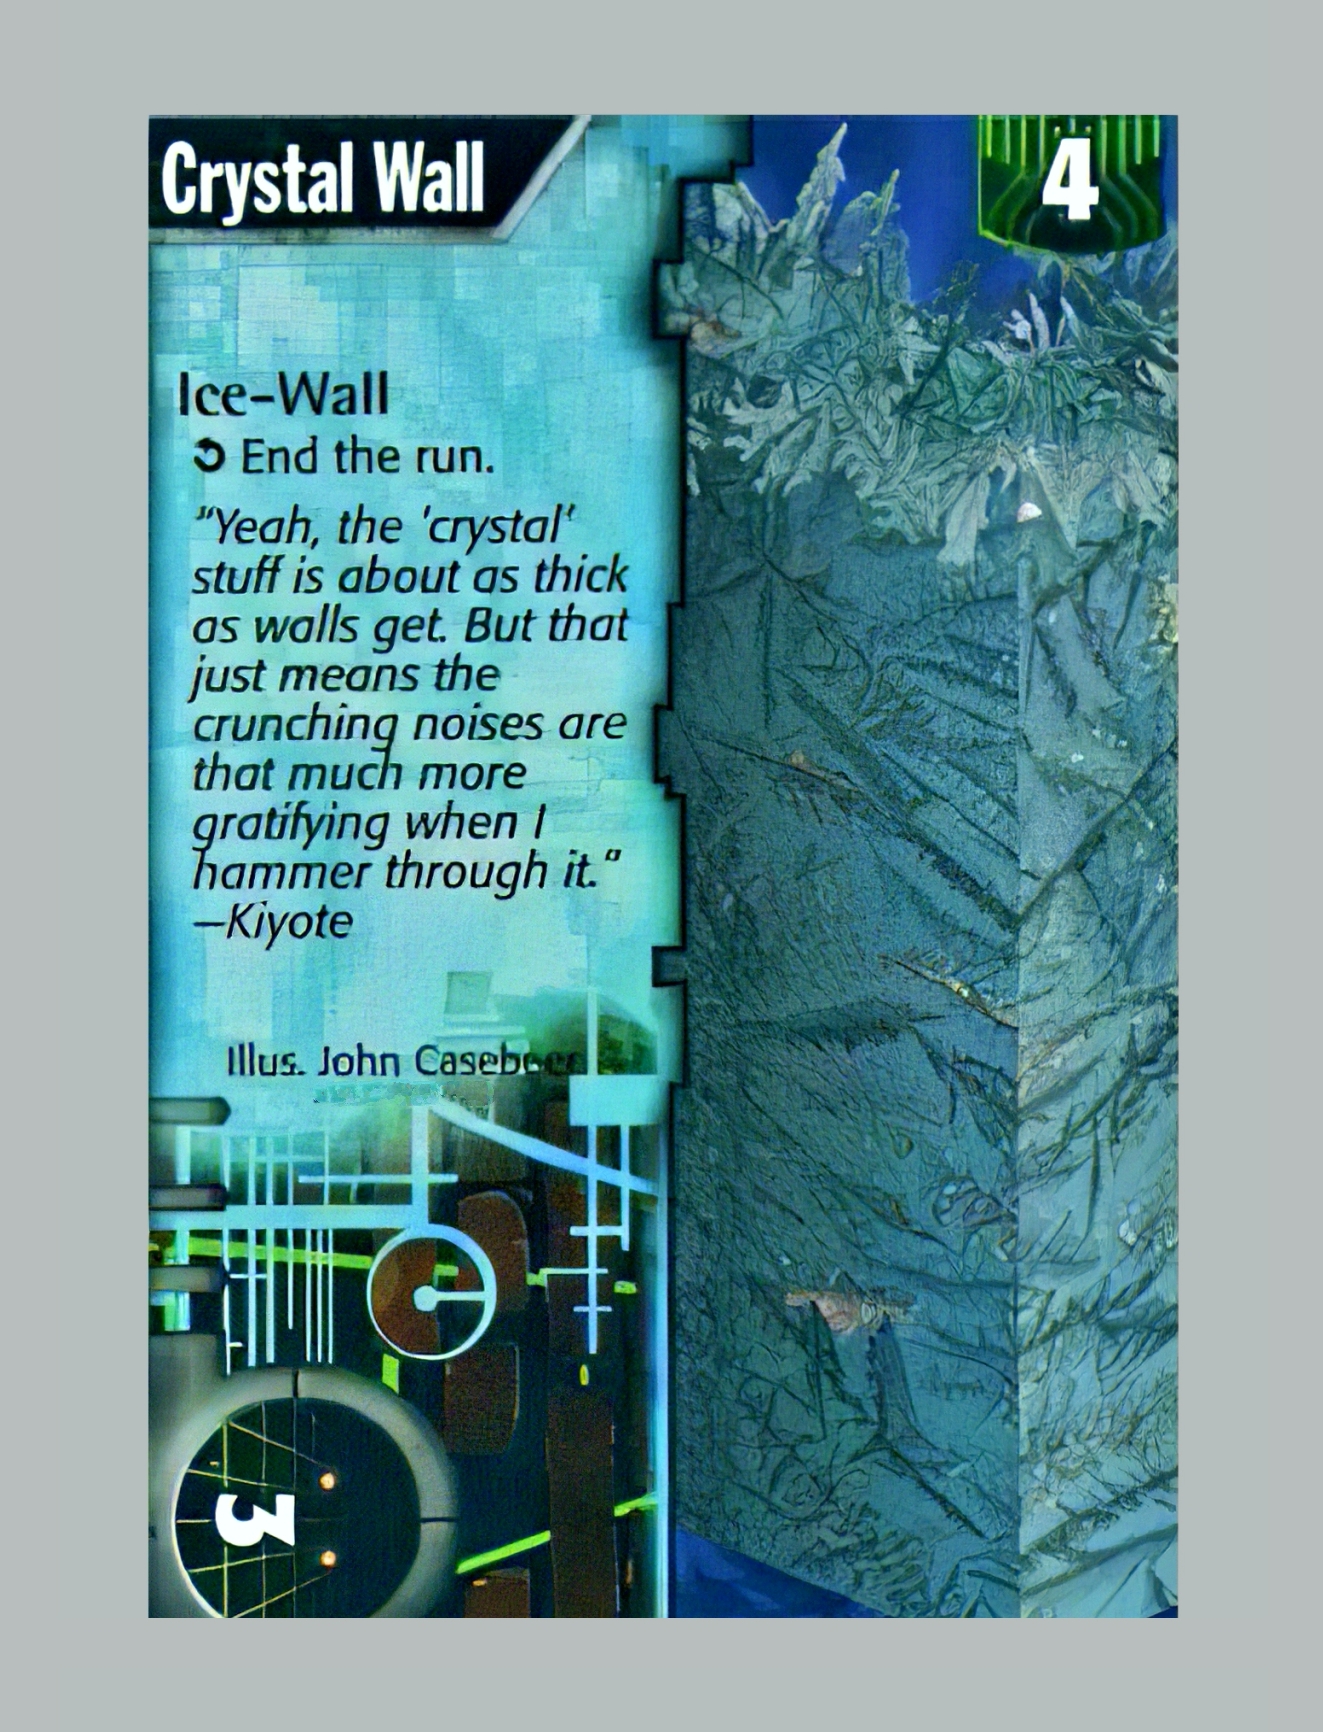 Crystal Wall
4
Ice-Wall
End the run.
"Yeah, the 'crystal'
stuff is about as thick
as walls get. But that
just means the
crunching noises are
that much more
gratifying when I
hammer through it."
—Kiyote
Illus. John
3